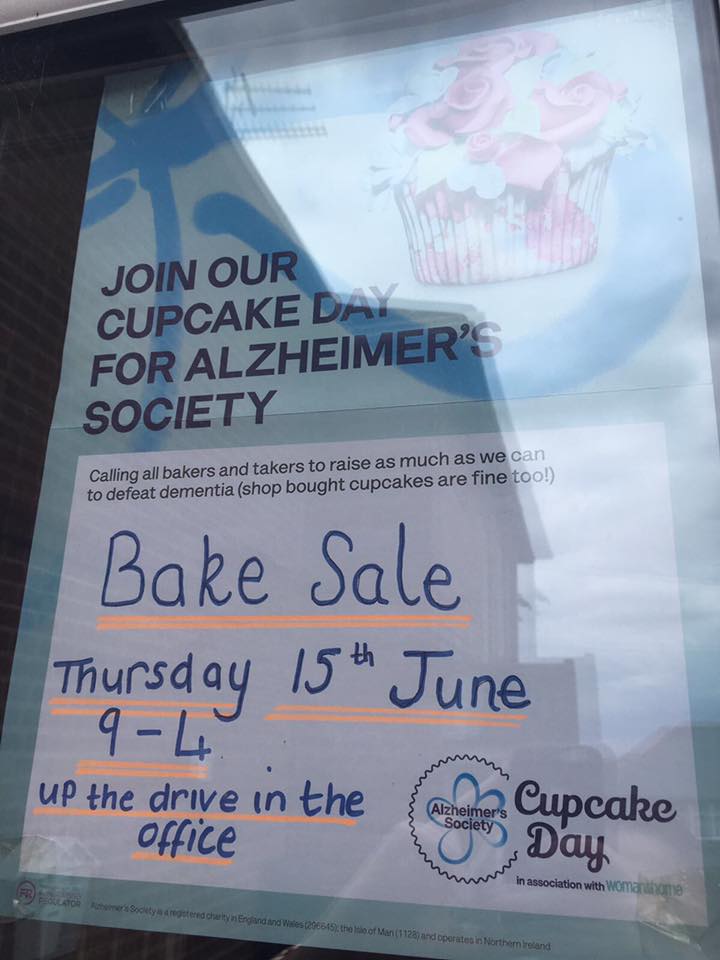 JOIN OUR
CUPCAKE DAY
FOR ALZHEIMER'S
SOCIETY
Calling all bakers and takers to raise as much as we can
to defeat dementia (shop bought cupcakes are fine too!)
Bake Sale
Thursday 15th June
9-4
up the drive in the
office
Alzheimer's
Society
Cupcake
Day
in association with woman&home
FR
REGULATOR
Alzheimer's Society is a registered charity in England and Wales (296645); the Isle of Man (1128) and operates in Northern Ireland